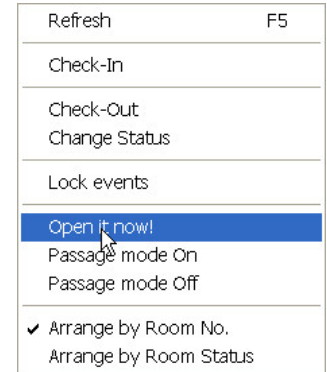 Refresh F5
Check-In
Check-Out
Change Status
Lock events
Open it now!
Passage mode On
Passage mode Off
Arrange by Room No.
Arrange by Room Status